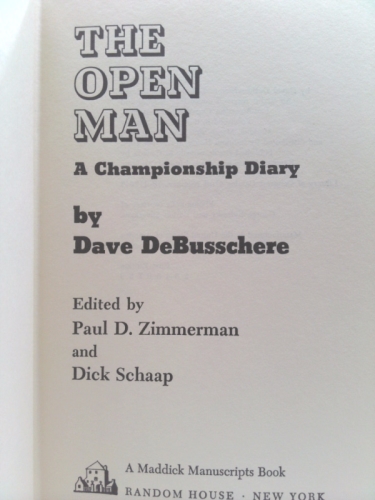 THE
OPEN
MAN
A Championship Diary
by
Dave DeBusschere
Edited by
Paul D. Zimmerman
and
Dick Schaap
A Maddick Manuscripts Book
RANDOM HOUSE · NEW YORK